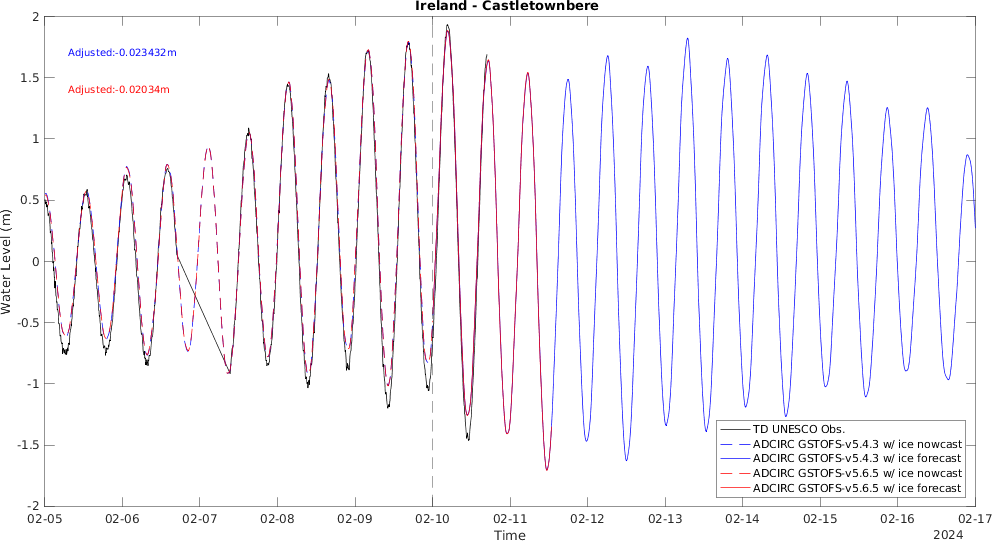 Ireland - Castletownbere
Adjusted:-0.023432m
Adjusted:-0.02034m
Water Level (m)
2
1.5
1
0.5
0
-0.5
-1
-1.5
-2
TD UNESCO Obs.
ADCIRC GSTOFS-v5.4.3 w/ ice nowcast
ADCIRC GSTOFS-v5.4.3 w/ ice forecast
ADCIRC GSTOFS-v5.6.5 w/ ice nowcast
ADCIRC GSTOFS-v5.6.5 w/ ice forecast
02-05 02-06 02-07 02-08 02-09 02-10 02-11 02-12 02-13 02-14 02-15 02-16 02-17
Time
2024